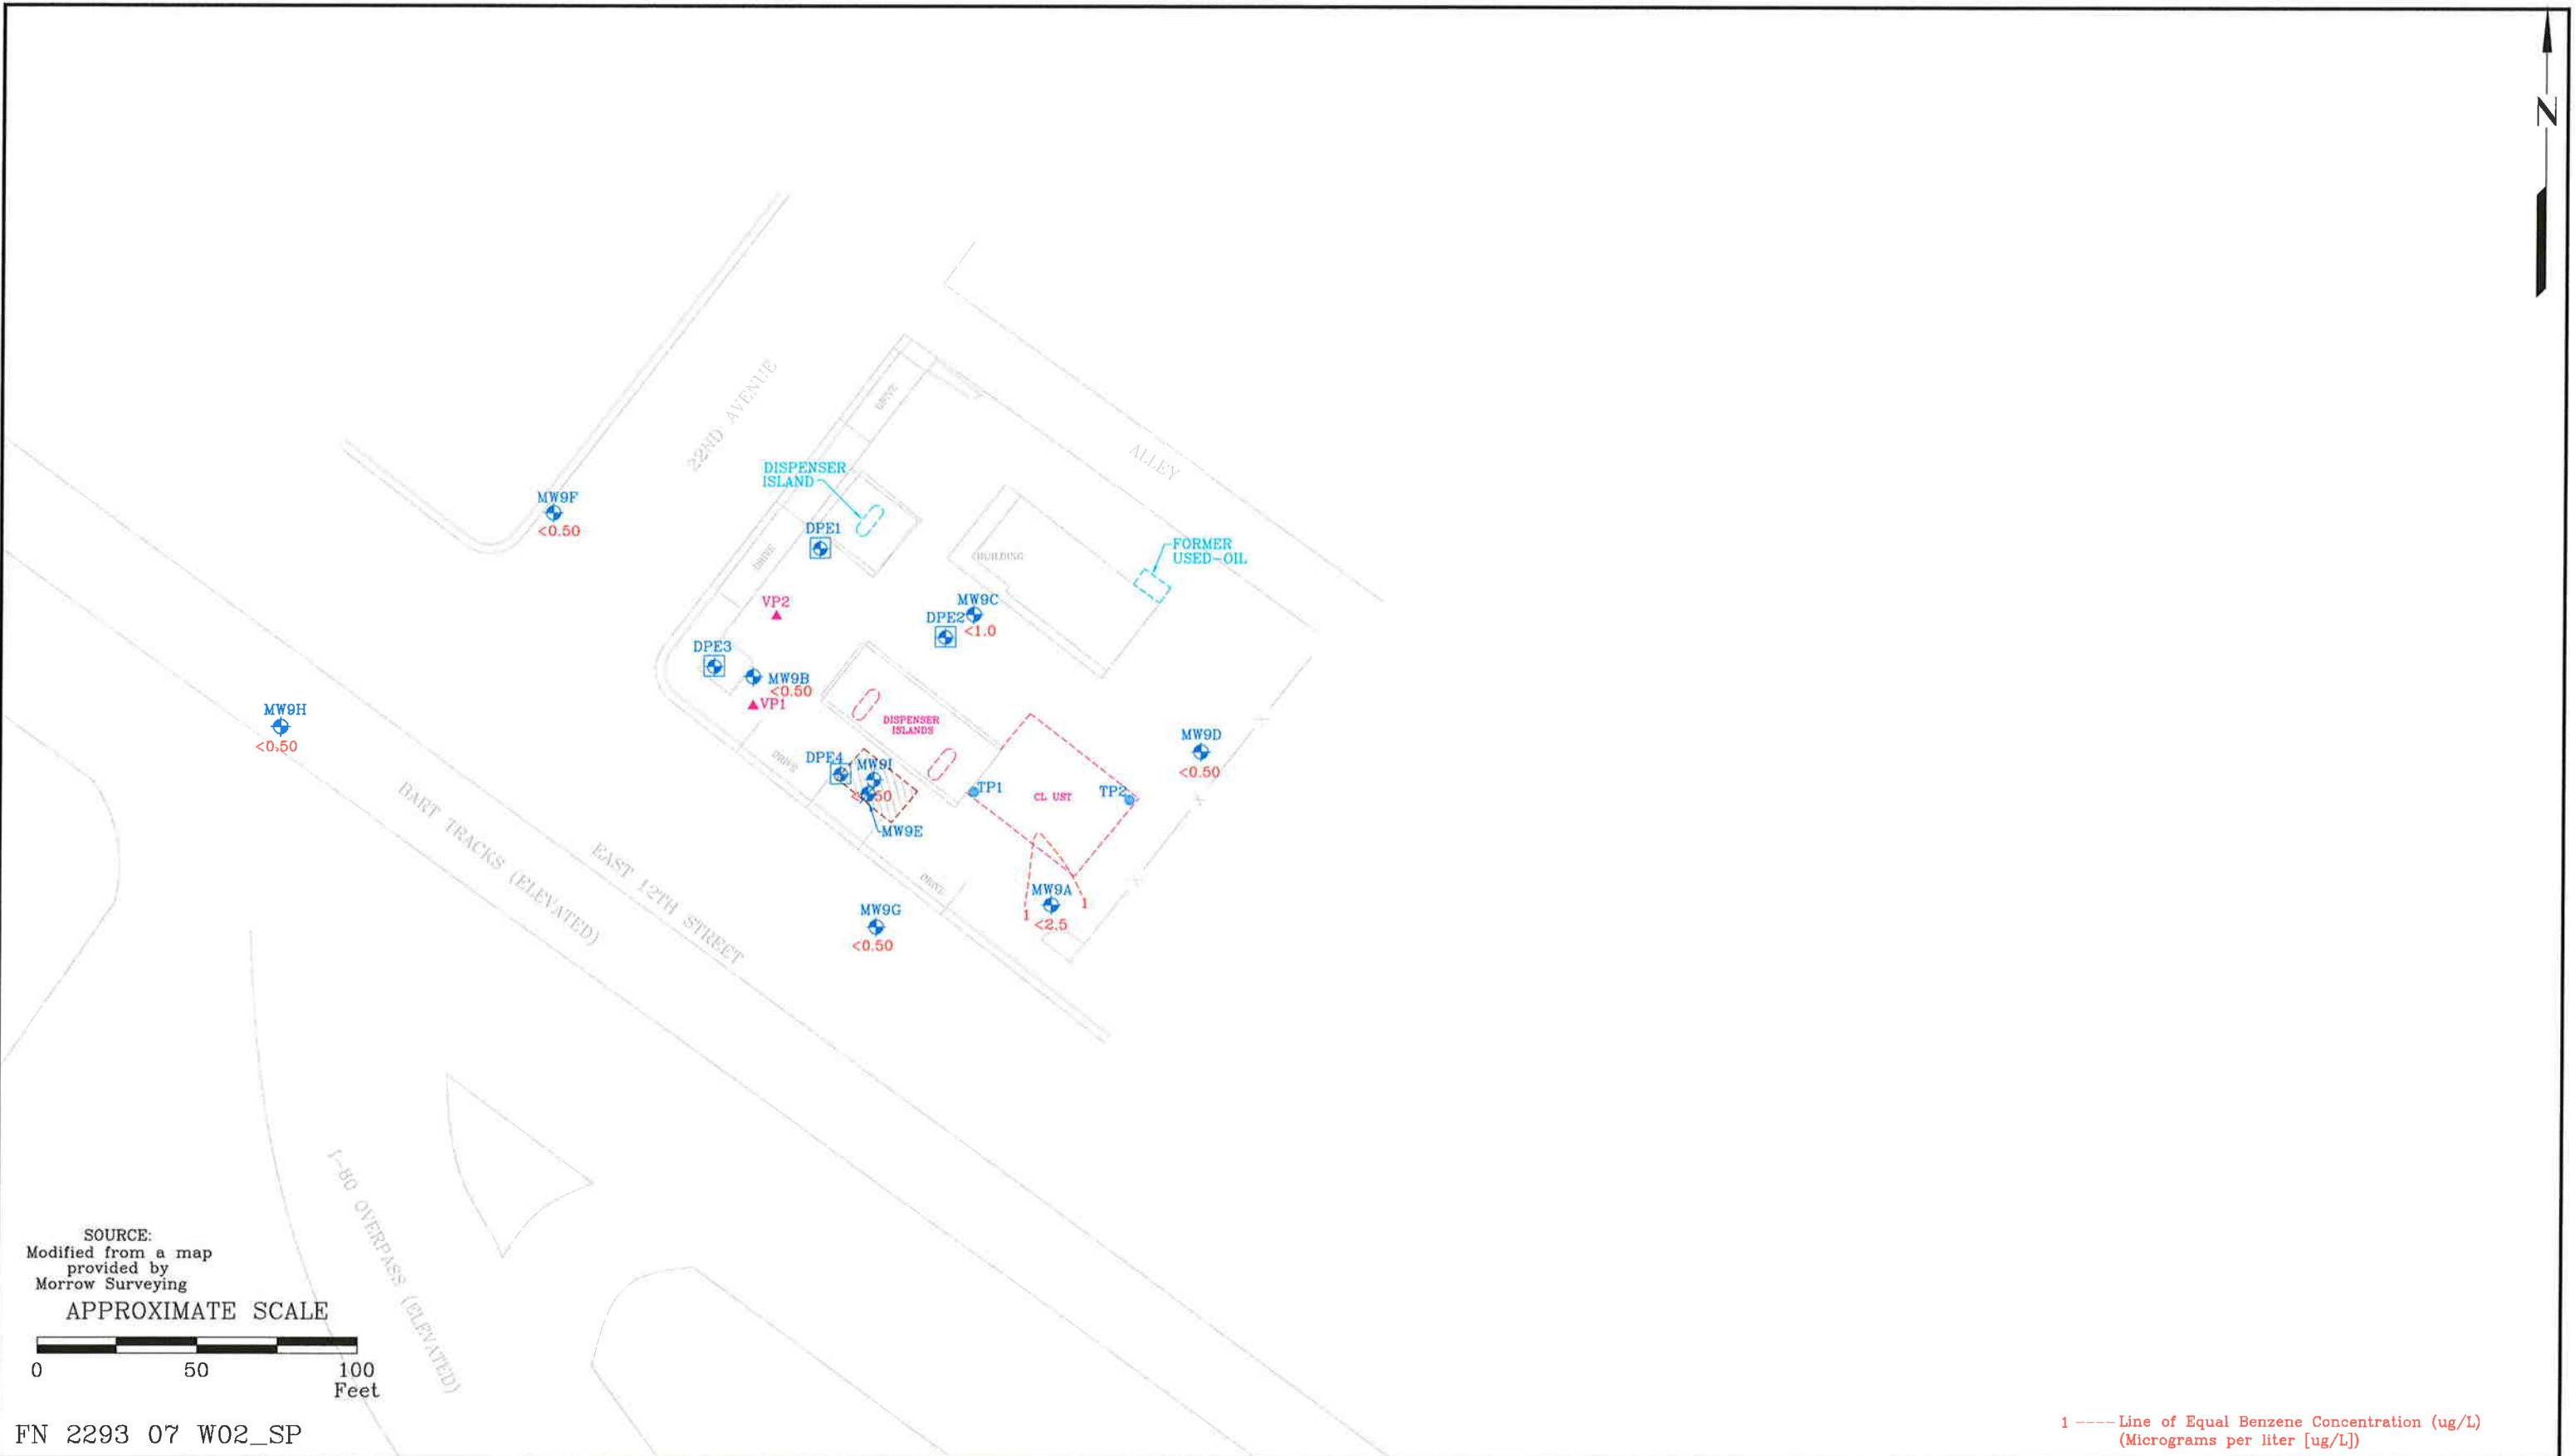 N
22ND AVENUE
DRIVE
ALLEY
DISPENSER
ISLAND
MW9F
<0.50
DPE1
DRIVE
BUILDING
FORMER
USED-OIL
VP2
MW9C
DPE2
<1.0
DPE3
MW9B
<0.50
VP1
MW9H
<0.50
DISPENSER
ISLANDS
MW9D
<0.50
DRIVE
DPE4
MW9I
MW9E
TP1
CL UST
TP2
DRIVE
MW9A
1
1
<2.5
MW9G
<0.50
BART TRACKS (ELEVATED)
EAST 12TH STREET
I-80 OVERPASS (ELEVATED)
SOURCE:
Modified from a map
provided by
Morrow Surveying
APPROXIMATE SCALE
0 50 100
Feet
FN 2293 07 W02_SP
1 ---- Line of Equal Benzene Concentration (ug/L)
(Micrograms per liter [ug/L])